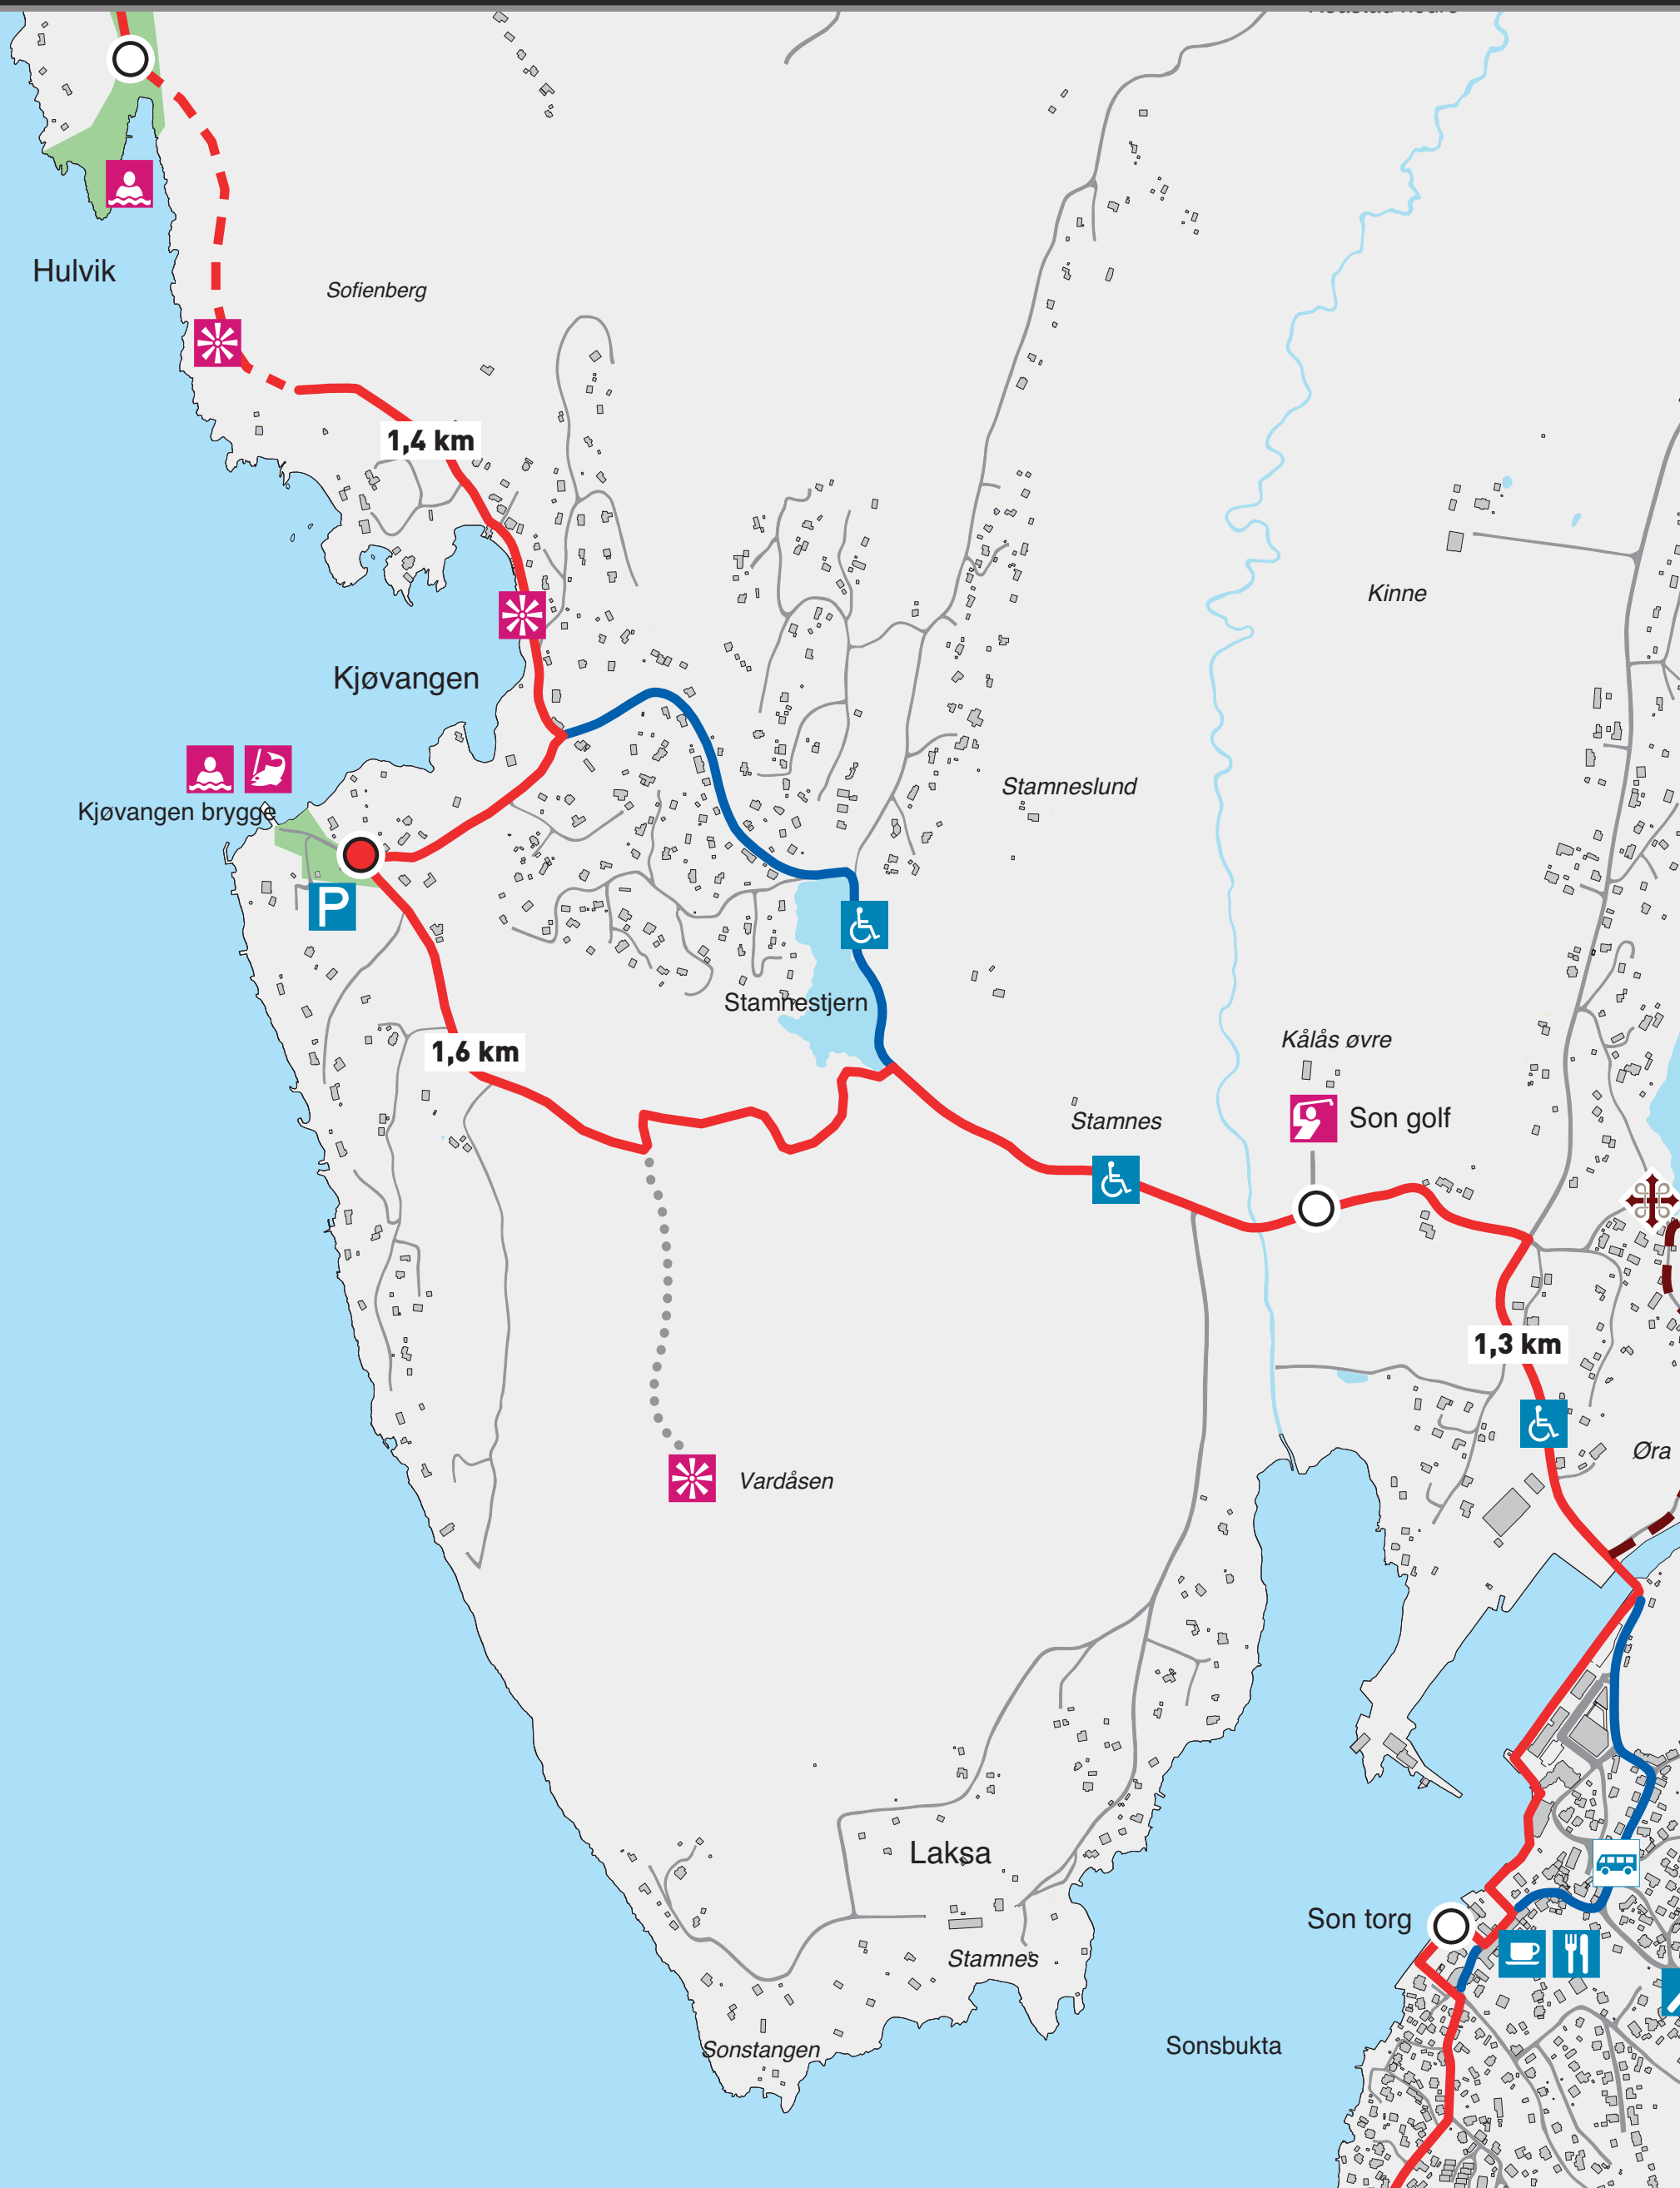 Hulvik
Sofienberg
1,4 km
Kinne
Kjøvangen
Stamneslund
Kjøvangen brygge
P
Stamnestjern
Kålås øvre
1,6 km
Son golf
Stamnes
1,3 km
Øra
Vardåsen
Laksa
Son torg
Stamnes
Sonsbukta
Sonstangen